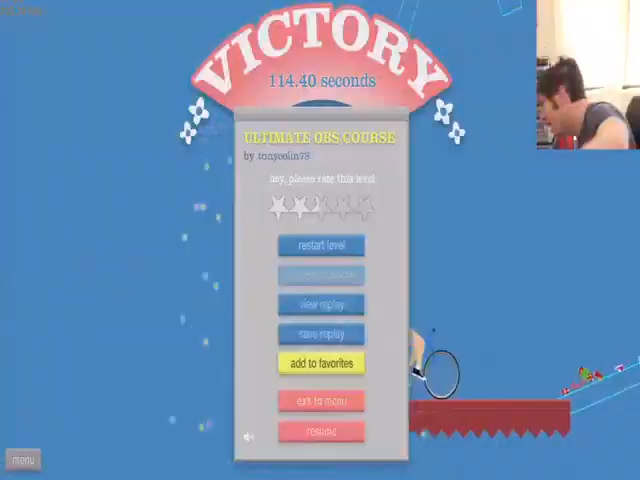 VICTORY
114.40 seconds
ULTIMATE OBS.COURSE
by tonycolin75
hey, please rate this level
restart level
view replay
save replay
add to favorites
exit to menu
resume
menu